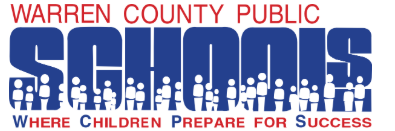 WARREN COUNTY PUBLIC
SCHOOLS
WHERE CHILDREN PREPARE FOR SUCCESS